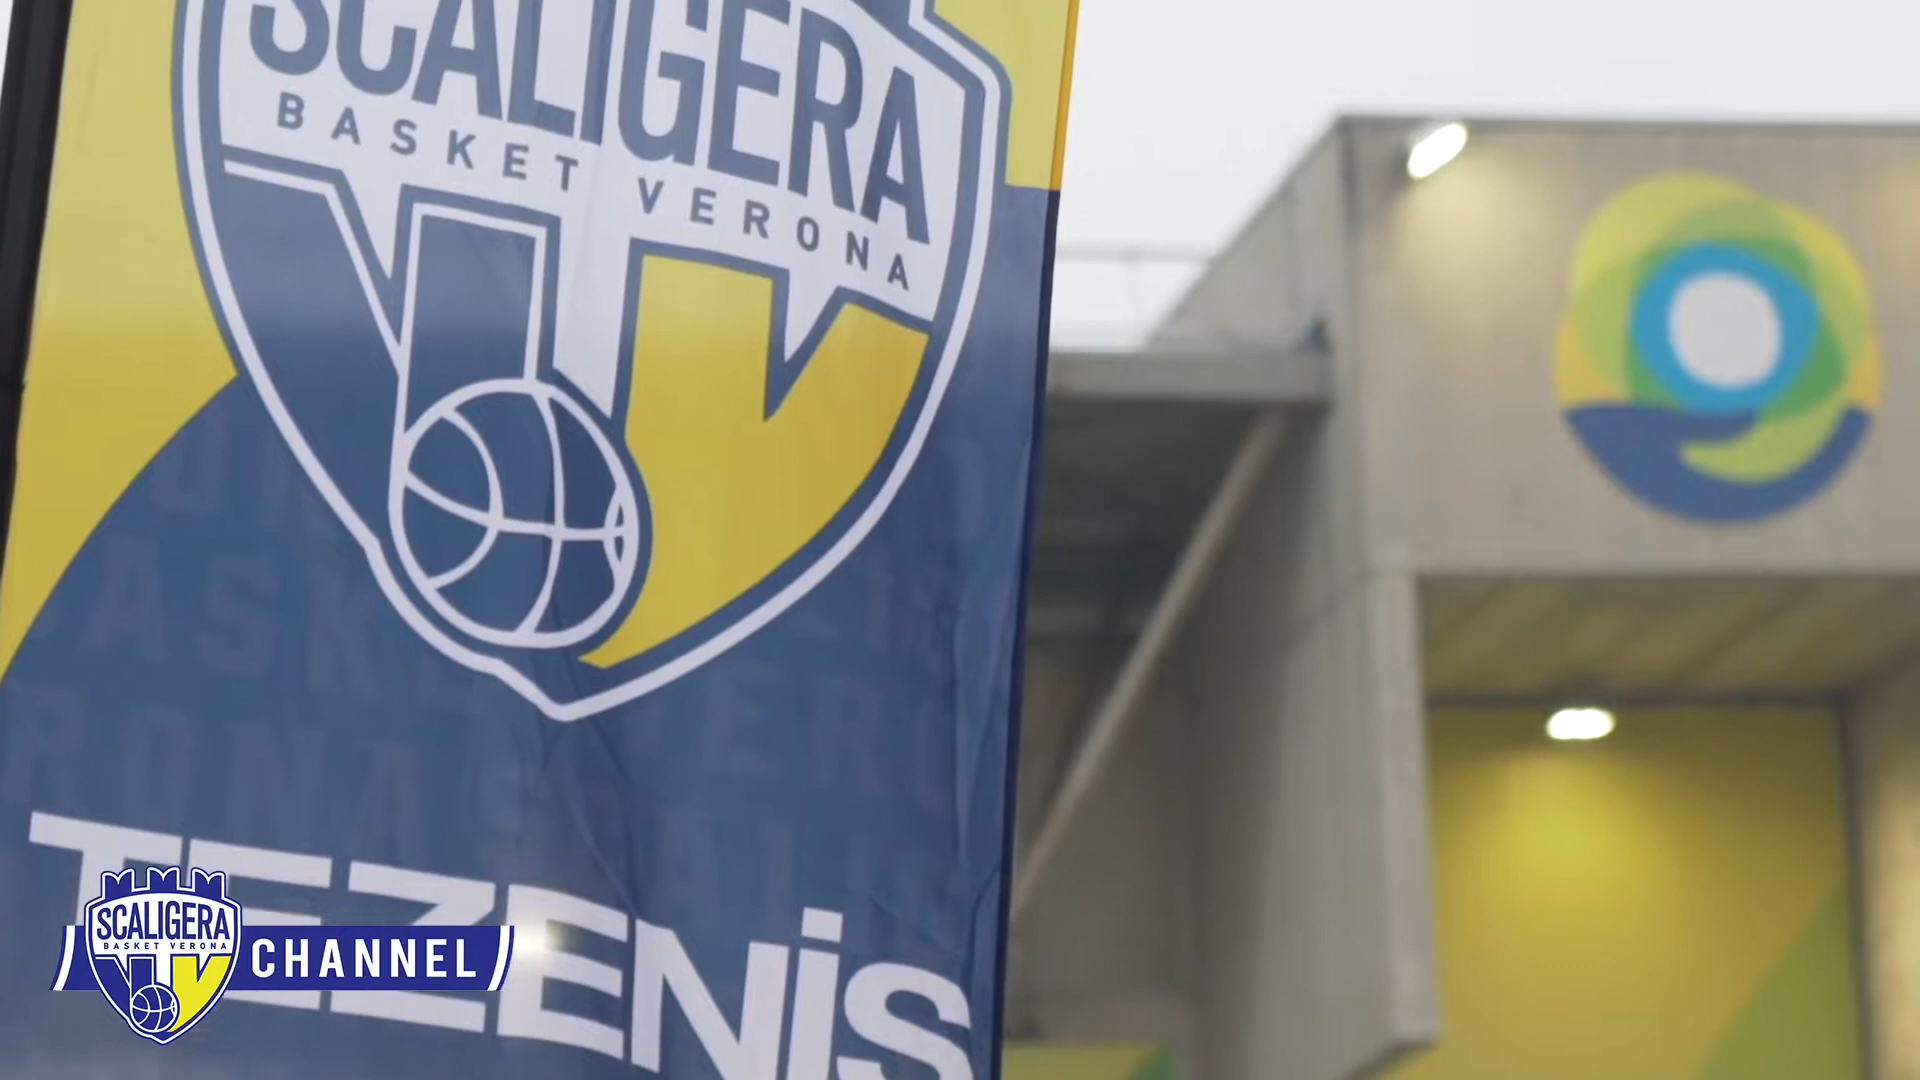 SCALIGERA
BASKET VERONA
TEZENIS
SCALIGERA
BASKET VERONA
CHANNEL